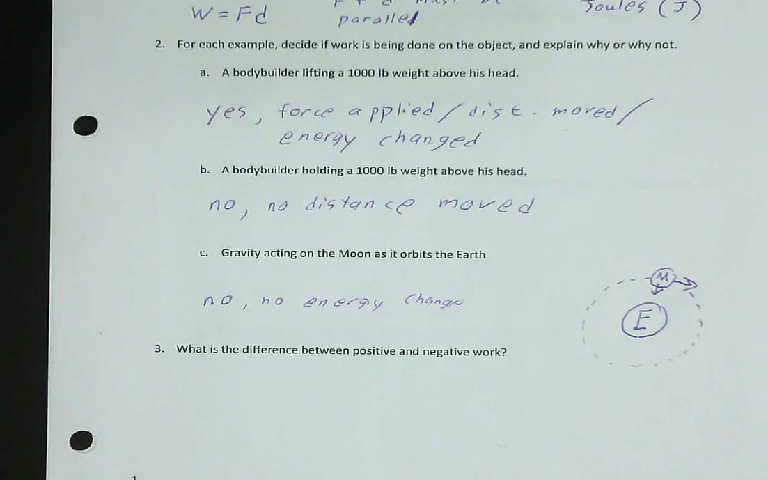 W = Fd
parallel
Joules (J)
2. For each example, decide if work is being done on the object, and explain why or why not.
a. A bodybuilder lifting a 1000 lb weight above his head.
yes, force applied / dist. moved /
energy changed
b. A bodybuilder holding a 1000 lb weight above his head.
no, no distance moved
c. Gravity acting on the Moon as it orbits the Earth
no, no energy change
M
E
3. What is the difference between positive and negative work?